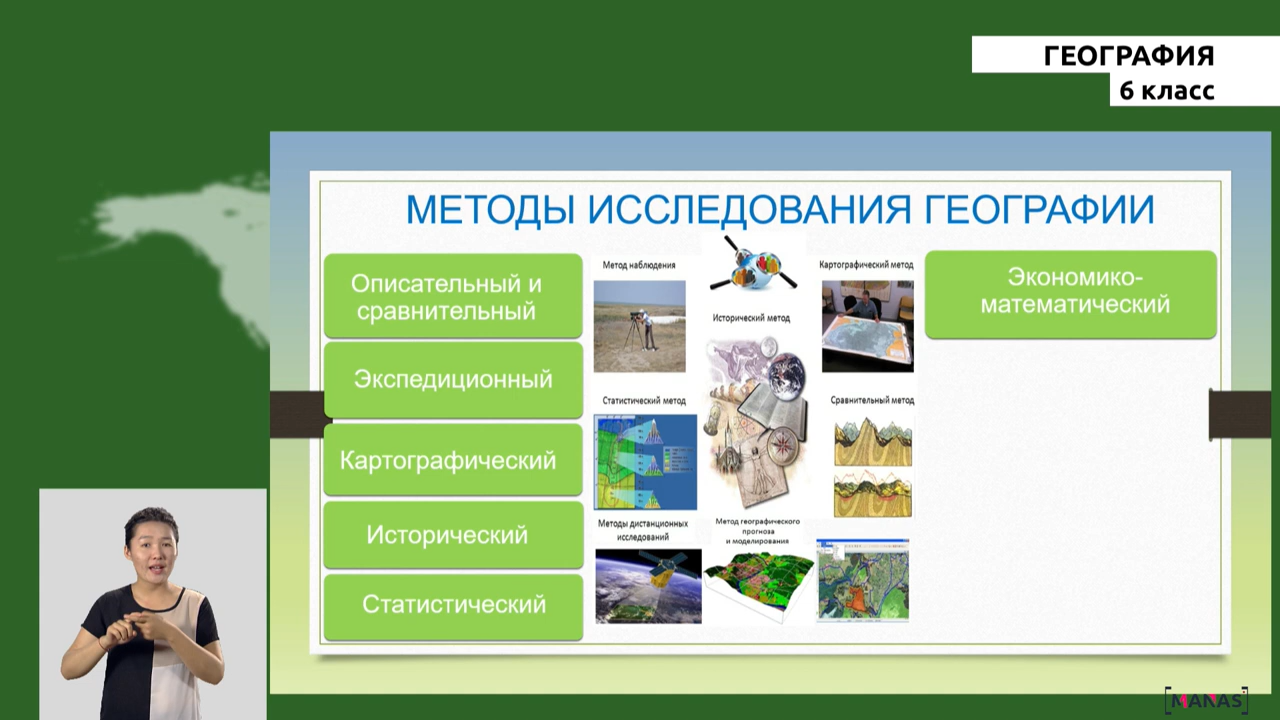 ГЕОГРАФИЯ
6 класс
МЕТОДЫ ИССЛЕДОВАНИЯ ГЕОГРАФИИ
Описательный и
сравнительный
Экспедиционный
Картографический
Исторический
Статистический
Метод наблюдения
Исторический метод
Картографический метод
Статистический метод
Сравнительный метод
Методы дистанционных
исследований
Метод географического
прогноза
и моделирования
Экономико-
математический
[MANAS]